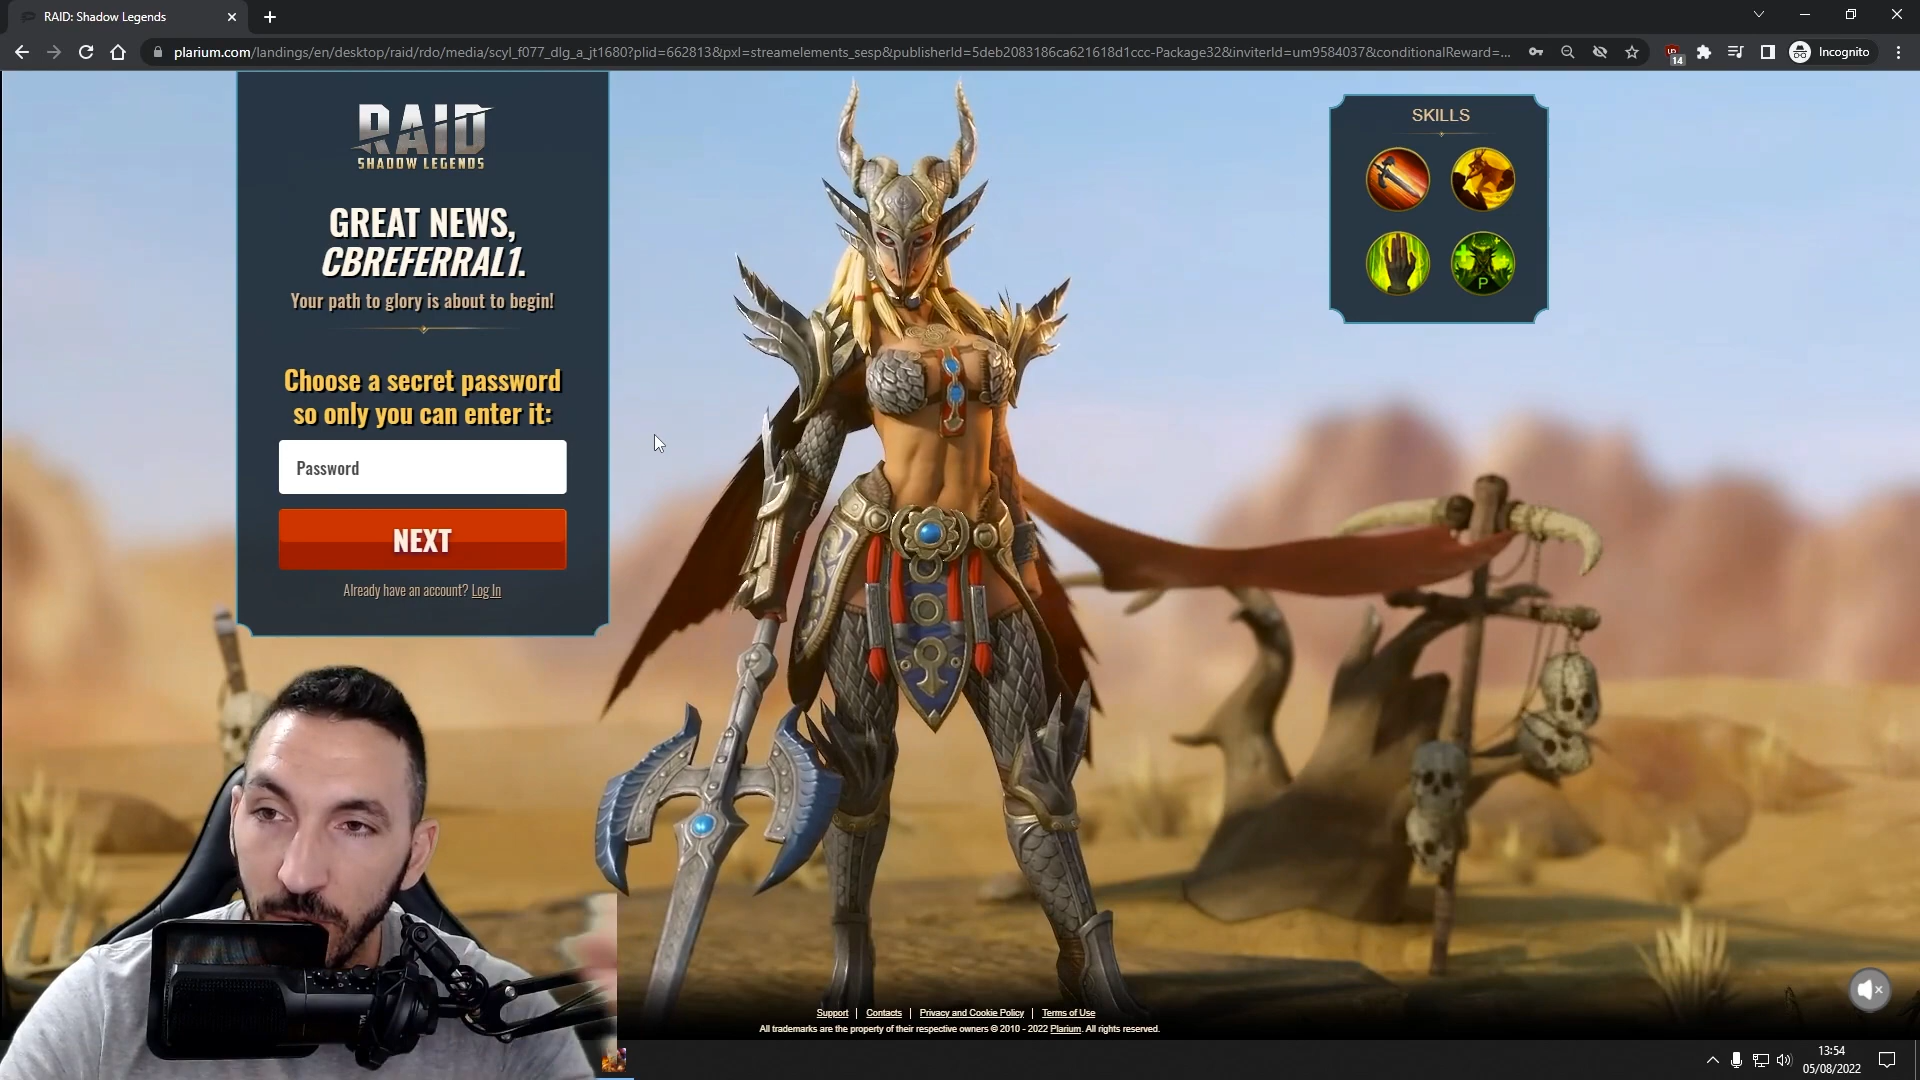 RAID: Shadow Legends
plarium.com/landings/en/desktop/raid/rdo/media/scyl_f077_dlg_a_jt1680?plid=662813&pxl=streamelements_sesp&publisherId=5deb2083186ca621618d1ccc-Package32&inviterId=um9584037&conditionalReward=...
14
Incognito
RAID
SHADOW LEGENDS
GREAT NEWS,
CBREFERRAL1.
Your path to glory is about to begin!
Choose a secret password
so only you can enter it:
Password
NEXT
Already have an account? Log In
SKILLS
P
Support | Contacts | Privacy and Cookie Policy | Terms of Use
All trademarks are the property of their respective owners © 2010 - 2022 Plarium. All rights reserved.
13:54
05/08/2022